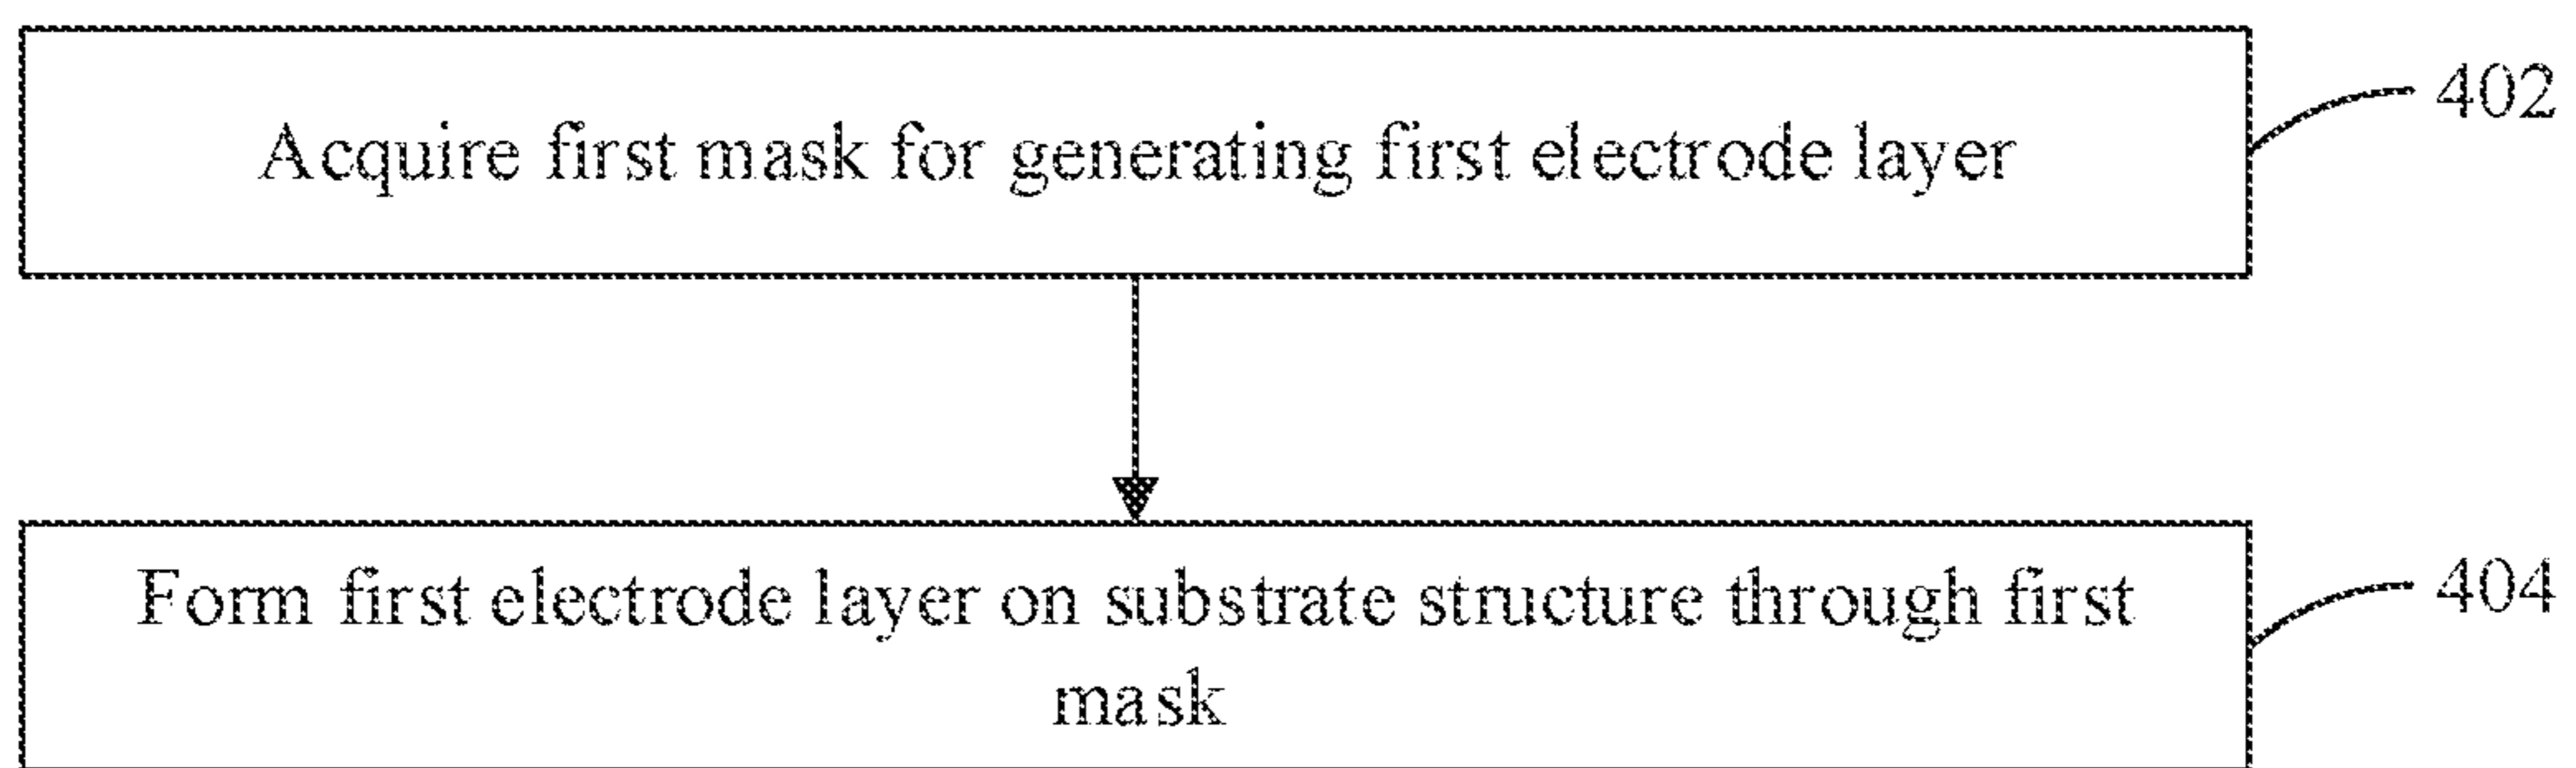 Acquire first mask for generating first electrode layer
402
Form first electrode layer on substrate structure through first
mask
404